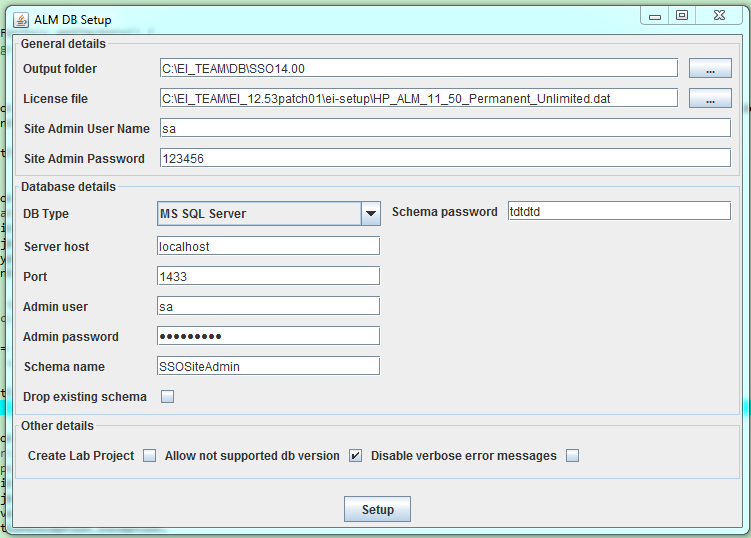 ALM DB Setup
General details
Output folder C:\EI_TEAM\DB\SSO14.00 ...
License file C:\EI_TEAM\EI_12.53patch01\ei-setup\HP_ALM_11_50_Permanent_Unlimited.dat ...
Site Admin User Name sa
Site Admin Password 123456
Database details
DB Type MS SQL Server Schema password tdtdtd
Server host localhost
Port 1433
Admin user sa
Admin password •••••••••
Schema name SSOSiteAdmin
Drop existing schema
Other details
Create Lab Project Allow not supported db version Disable verbose error messages
Setup